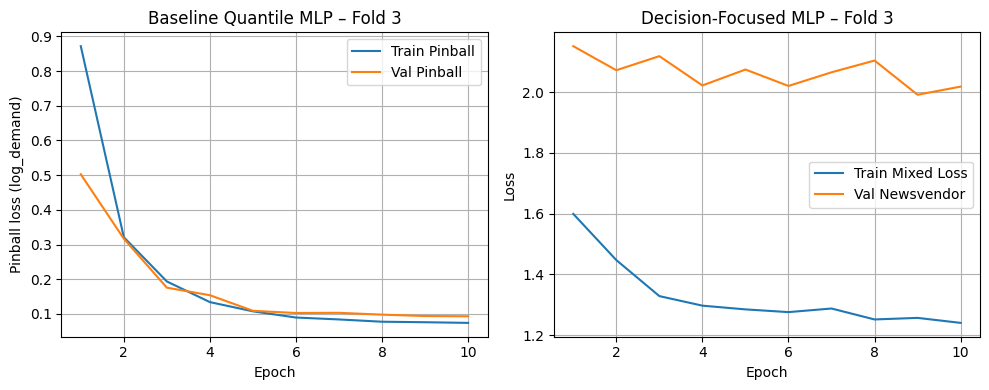 Baseline Quantile MLP – Fold 3
Pinball loss (log_demand)
0.9
0.8
0.7
0.6
0.5
0.4
0.3
0.2
0.1
Train Pinball
Val Pinball
2
4
6
8
10
Epoch
Decision-Focused MLP – Fold 3
Loss
2.0
1.8
1.6
1.4
1.2
Train Mixed Loss
Val Newsvendor
2
4
6
8
10
Epoch